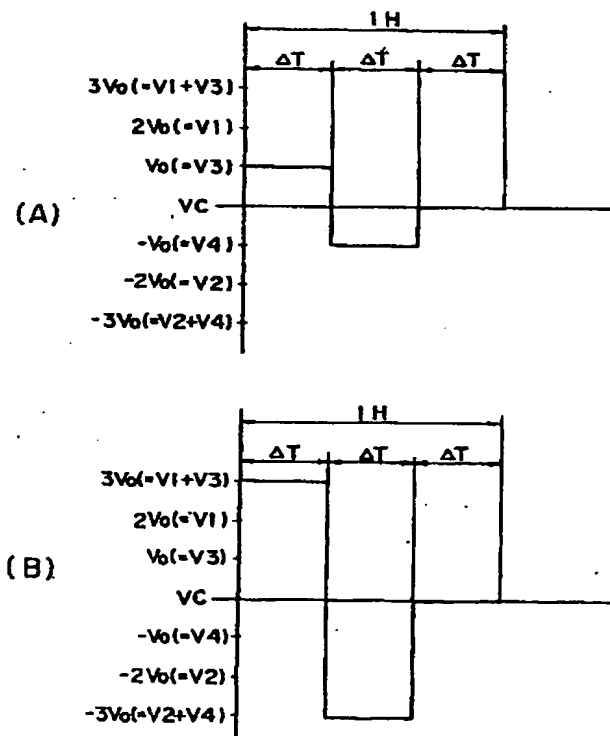 1H
ΔT ΔT ΔT
3Vo(=V1+V3)
2Vo(=V1)
Vo(=V3)
(A)
VC
-Vo(=V4)
-2Vo(=V2)
-3Vo(=V2+V4)
1H
ΔT ΔT ΔT
3Vo(=V1+V3)
2Vo(=V1)
Vo(=V3)
(B)
VC
-Vo(=V4)
-2Vo(=V2)
-3Vo(=V2+V4)